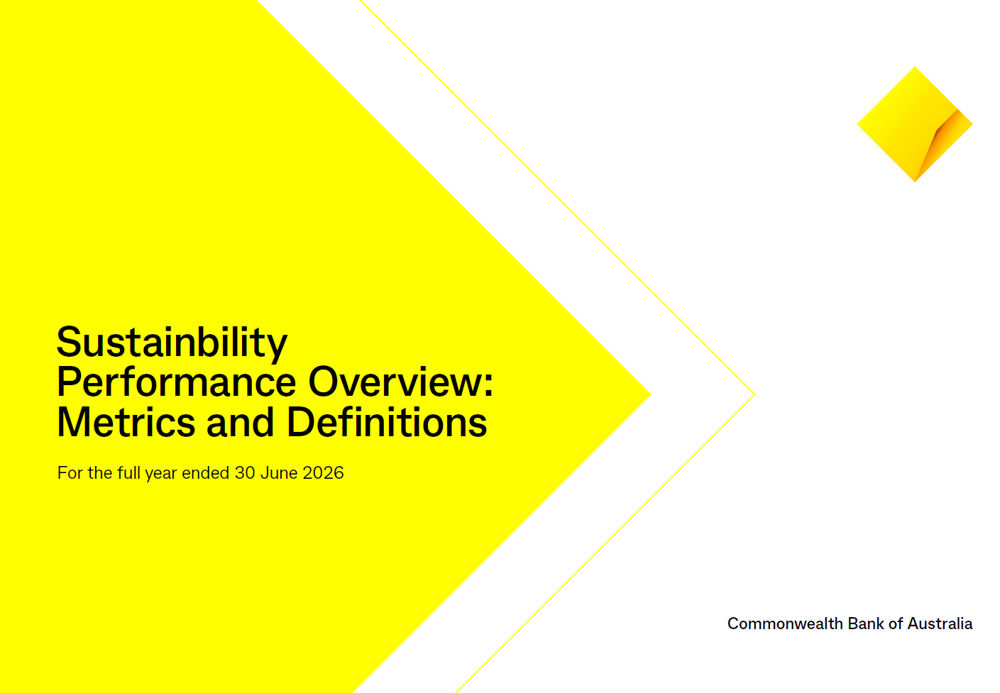 Sustainbility
Performance Overview:
Metrics and Definitions
For the full year ended 30 June 2026
Commonwealth Bank of Australia